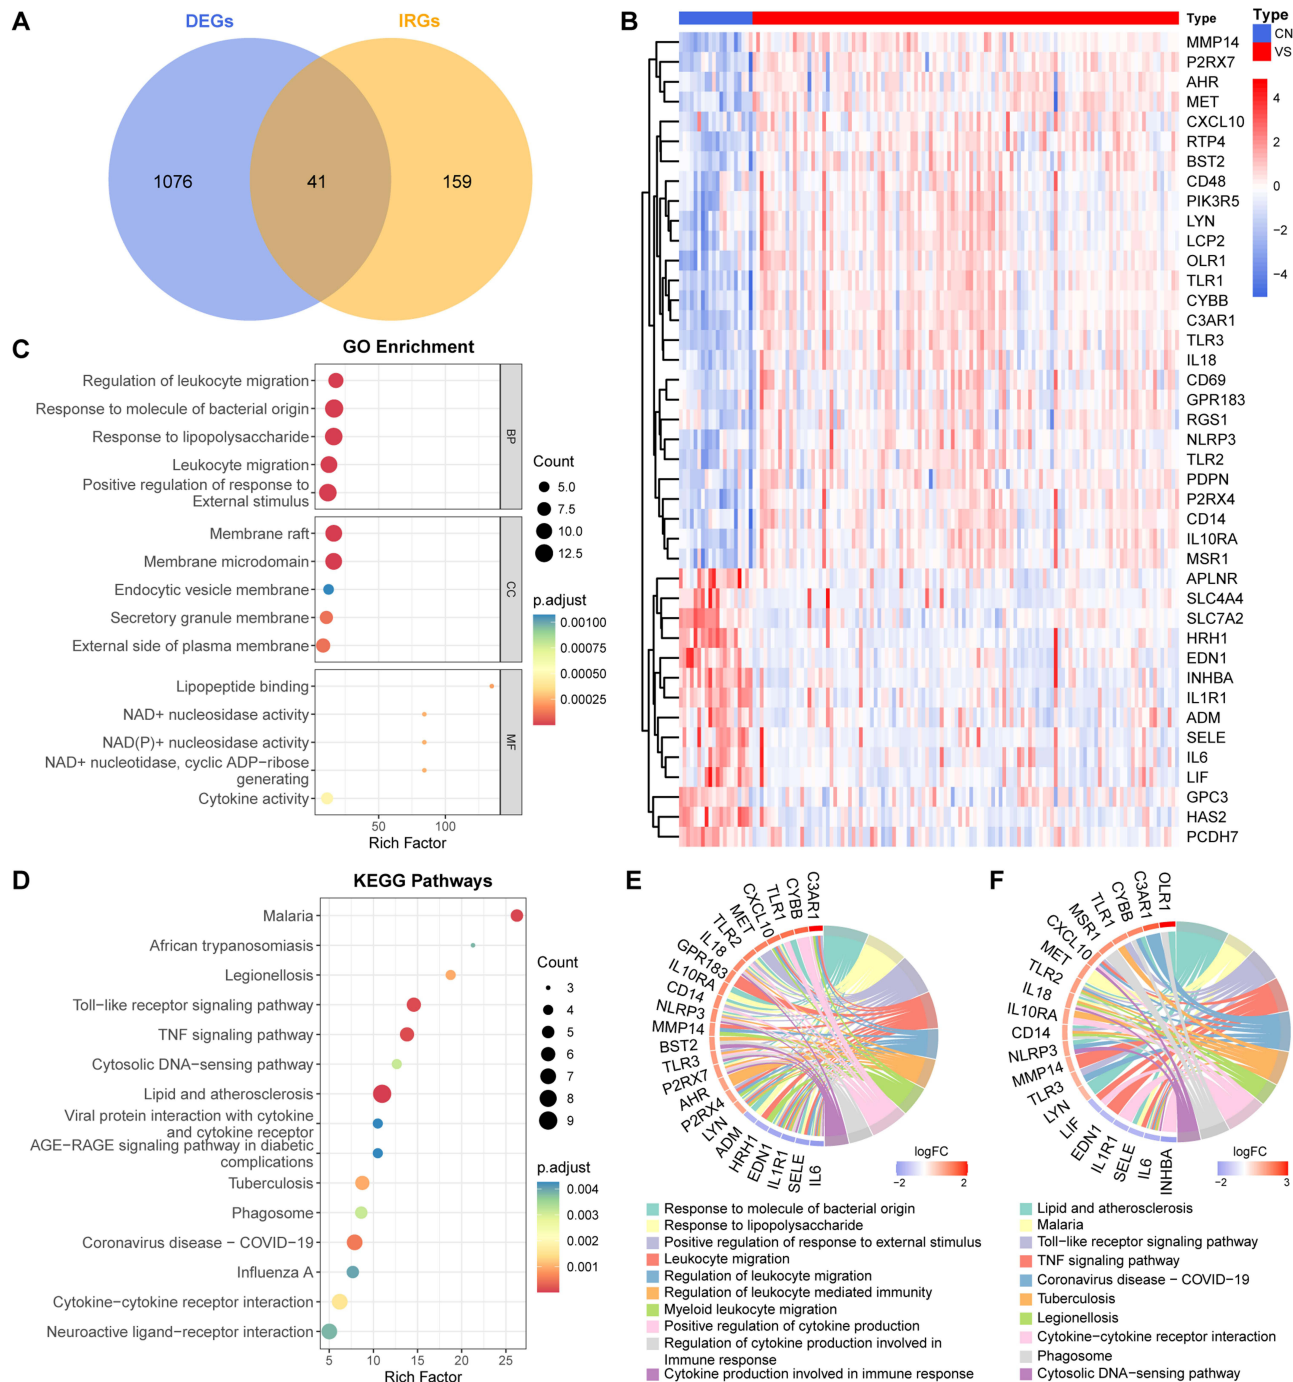 A
DEGs
IRGs
1076
41
159
B
Type
Type
CN
VS
4
2
0
−2
−4
MMP14
P2RX7
AHR
MET
CXCL10
RTP4
BST2
CD48
PIK3R5
LYN
LCP2
OLR1
TLR1
CYBB
C3AR1
TLR3
IL18
CD69
GPR183
RGS1
NLRP3
TLR2
PDPN
P2RX4
CD14
IL10RA
MSR1
APLNR
SLC4A4
SLC7A2
HRH1
EDN1
INHBA
IL1R1
ADM
SELE
IL6
LIF
GPC3
HAS2
PCDH7
C
GO Enrichment
Regulation of leukocyte migration
Response to molecule of bacterial origin
Response to lipopolysaccharide
Leukocyte migration
Positive regulation of response to
External stimulus
BP
Membrane raft
Membrane microdomain
Endocytic vesicle membrane
Secretory granule membrane
External side of plasma membrane
CC
Lipopeptide binding
NAD+ nucleosidase activity
NAD(P)+ nucleosidase activity
NAD+ nucleotidase, cyclic ADP−ribose
generating
Cytokine activity
MF
50
100
Rich Factor
Count
5.0
7.5
10.0
12.5
p.adjust
0.00100
0.00075
0.00050
0.00025
D
KEGG Pathways
Malaria
African trypanosomiasis
Legionellosis
Toll−like receptor signaling pathway
TNF signaling pathway
Cytosolic DNA−sensing pathway
Lipid and atherosclerosis
Viral protein interaction with cytokine
and cytokine receptor
AGE−RAGE signaling pathway in diabetic
complications
Tuberculosis
Phagosome
Coronavirus disease − COVID−19
Influenza A
Cytokine−cytokine receptor interaction
Neuroactive ligand−receptor interaction
5
10
15
20
25
Rich Factor
Count
3
4
5
6
7
8
9
p.adjust
0.004
0.003
0.002
0.001
E
C3AR1
CYBB
TLR1
CXCL10
MET
TLR2
IL18
GPR183
IL10RA
CD14
NLRP3
MMP14
BST2
TLR3
P2RX7
AHR
P2RX4
LYN
ADM
HRH1
EDN1
IL1R1
SELE
IL6
logFC
−2
2
Response to molecule of bacterial origin
Response to lipopolysaccharide
Positive regulation of response to external stimulus
Leukocyte migration
Regulation of leukocyte migration
Regulation of leukocyte mediated immunity
Myeloid leukocyte migration
Positive regulation of cytokine production
Regulation of cytokine production involved in
Immune response
Cytokine production involved in immune response
F
OLR1
C3AR1
CYBB
TLR1
MSR1
CXCL10
MET
TLR2
IL18
IL10RA
CD14
NLRP3
MMP14
TLR3
LYN
LIF
EDN1
IL1R1
SELE
IL6
INHBA
logFC
−2
3
Lipid and atherosclerosis
Malaria
Toll−like receptor signaling pathway
TNF signaling pathway
Coronavirus disease − COVID−19
Tuberculosis
Legionellosis
Cytokine−cytokine receptor interaction
Phagosome
Cytosolic DNA−sensing pathway